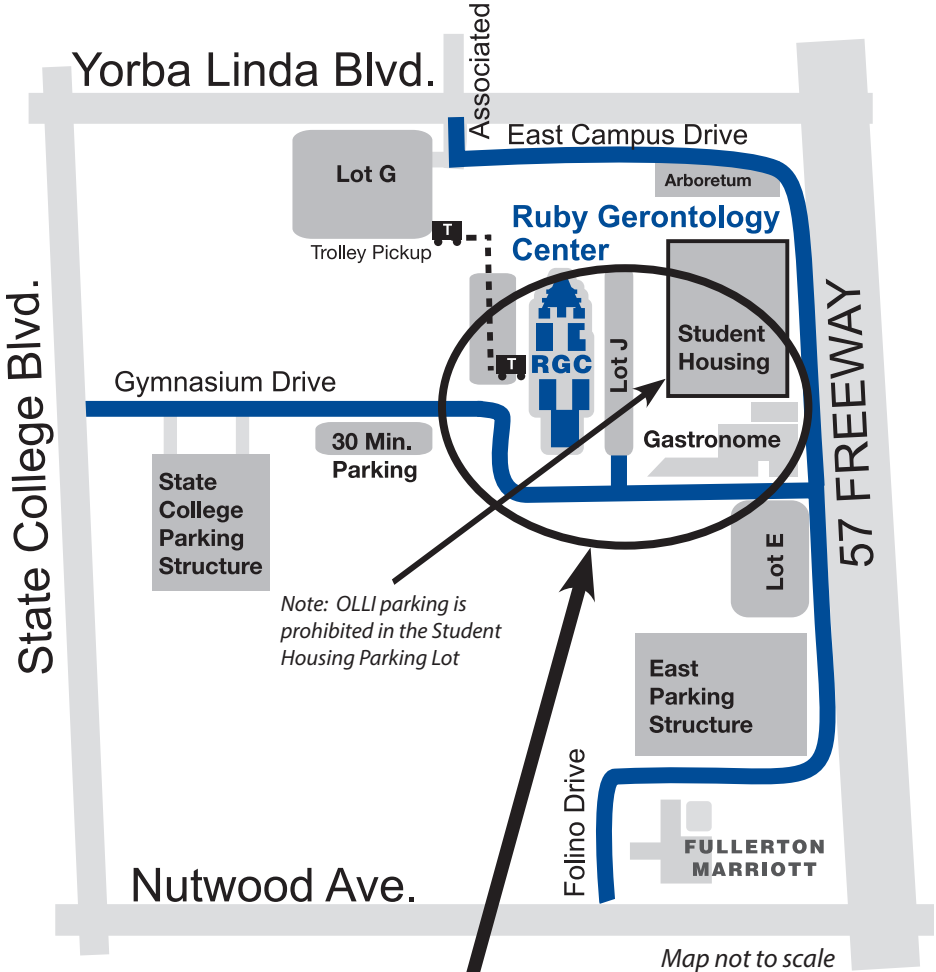 Yorba Linda Blvd.
Associated
East Campus Drive
Lot G
Arboretum
Ruby Gerontology
Center
T
Trolley Pickup
State College Blvd.
57 FREEWAY
Student
Housing
Lot J
T
RGC
Gymnasium Drive
30 Min.
Parking
Gastronome
State
College
Parking
Structure
Lot E
Note: OLLI parking is
prohibited in the Student
Housing Parking Lot
East
Parking
Structure
Folino Drive
FULLERTON
MARRIOTT
Nutwood Ave.
Map not to scale